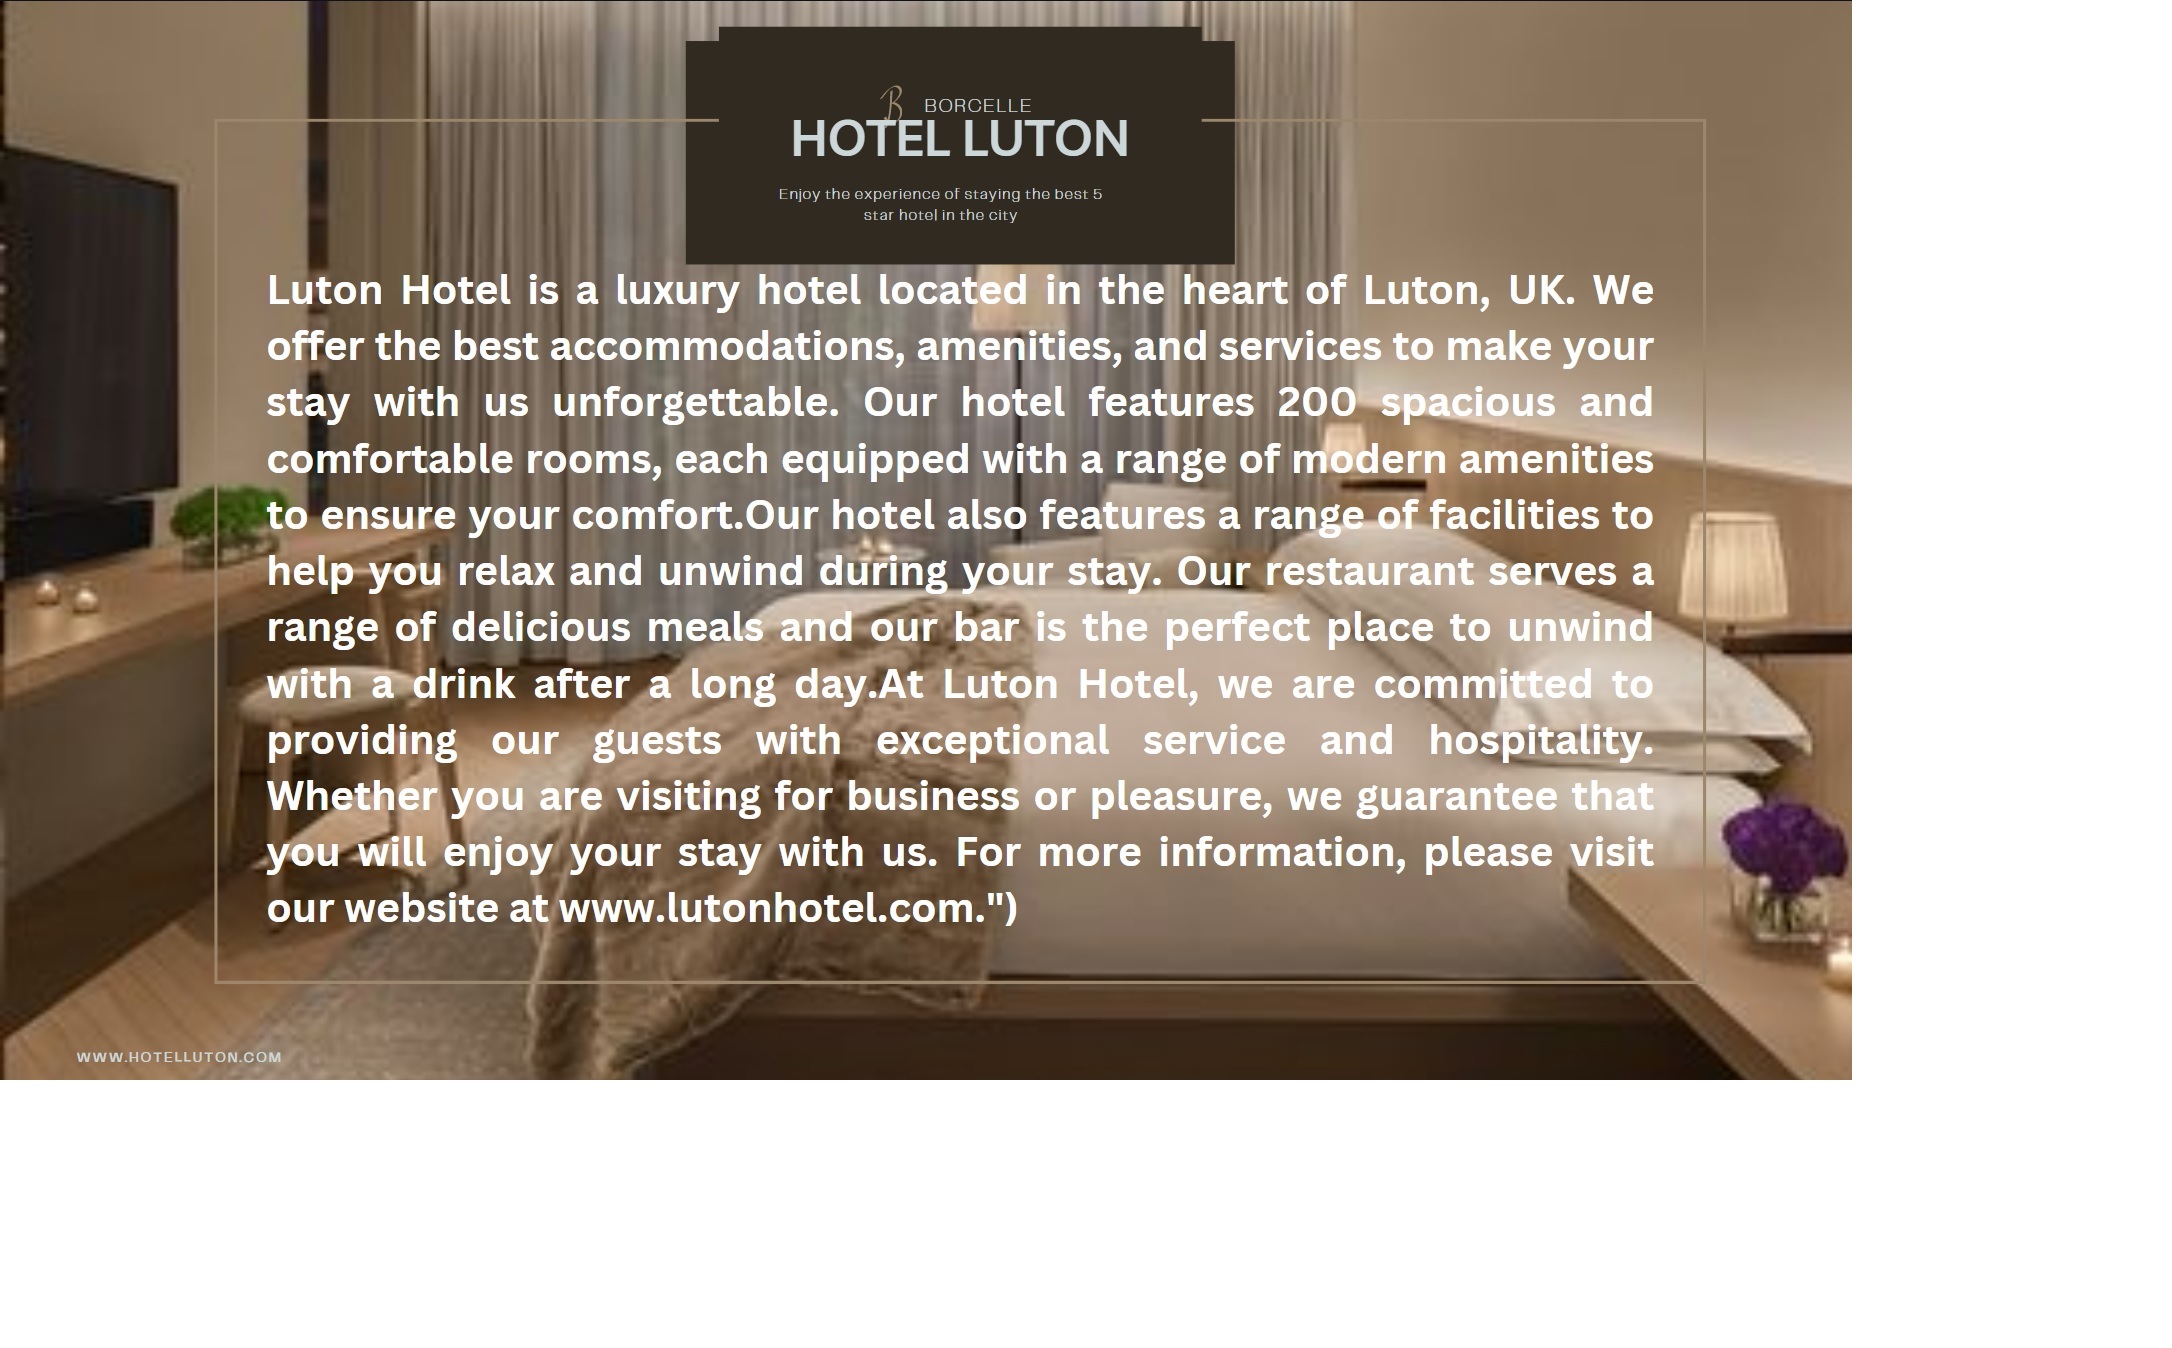 B BORCELLE
HOTEL LUTON
Enjoy the experience of staying the best 5
star hotel in the city
Luton Hotel is a luxury hotel located in the heart of Luton, UK. We
offer the best accommodations, amenities, and services to make your
stay with us unforgettable. Our hotel features 200 spacious and
comfortable rooms, each equipped with a range of modern amenities
to ensure your comfort.Our hotel also features a range of facilities to
help you relax and unwind during your stay. Our restaurant serves a
range of delicious meals and our bar is the perfect place to unwind
with a drink after a long day.At Luton Hotel, we are committed to
providing our guests with exceptional service and hospitality.
Whether you are visiting for business or pleasure, we guarantee that
you will enjoy your stay with us. For more information, please visit
our website at www.lutonhotel.com.")
WWW.HOTELLUTON.COM